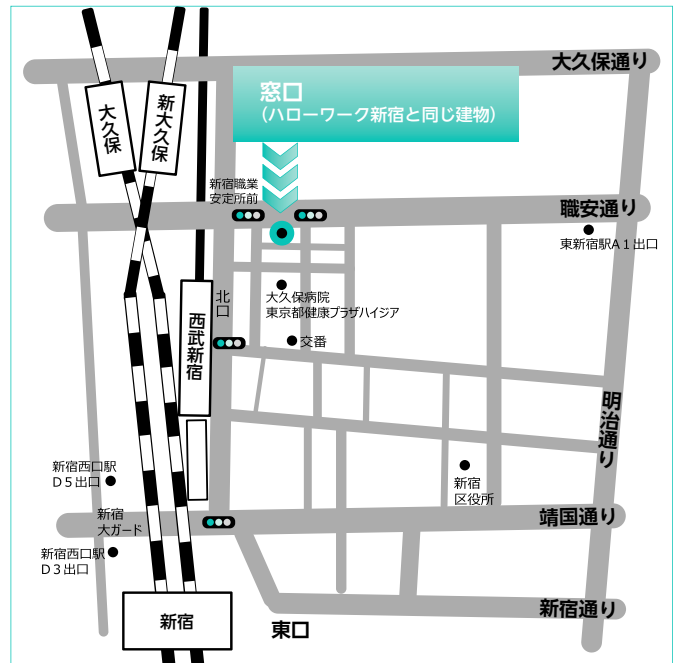 大久保通り
窓口
（ハローワーク新宿と同じ建物）
大久保
新大久保
新宿職業
安定所前
職安通り
東新宿駅A１出口
北口
大久保病院
東京都健康プラザハイジア
西武新宿
交番
明治通り
新宿西口駅
Ｄ５出口
新宿
区役所
新宿
大ガード
靖国通り
新宿西口駅
Ｄ３出口
新宿通り
新宿
東口